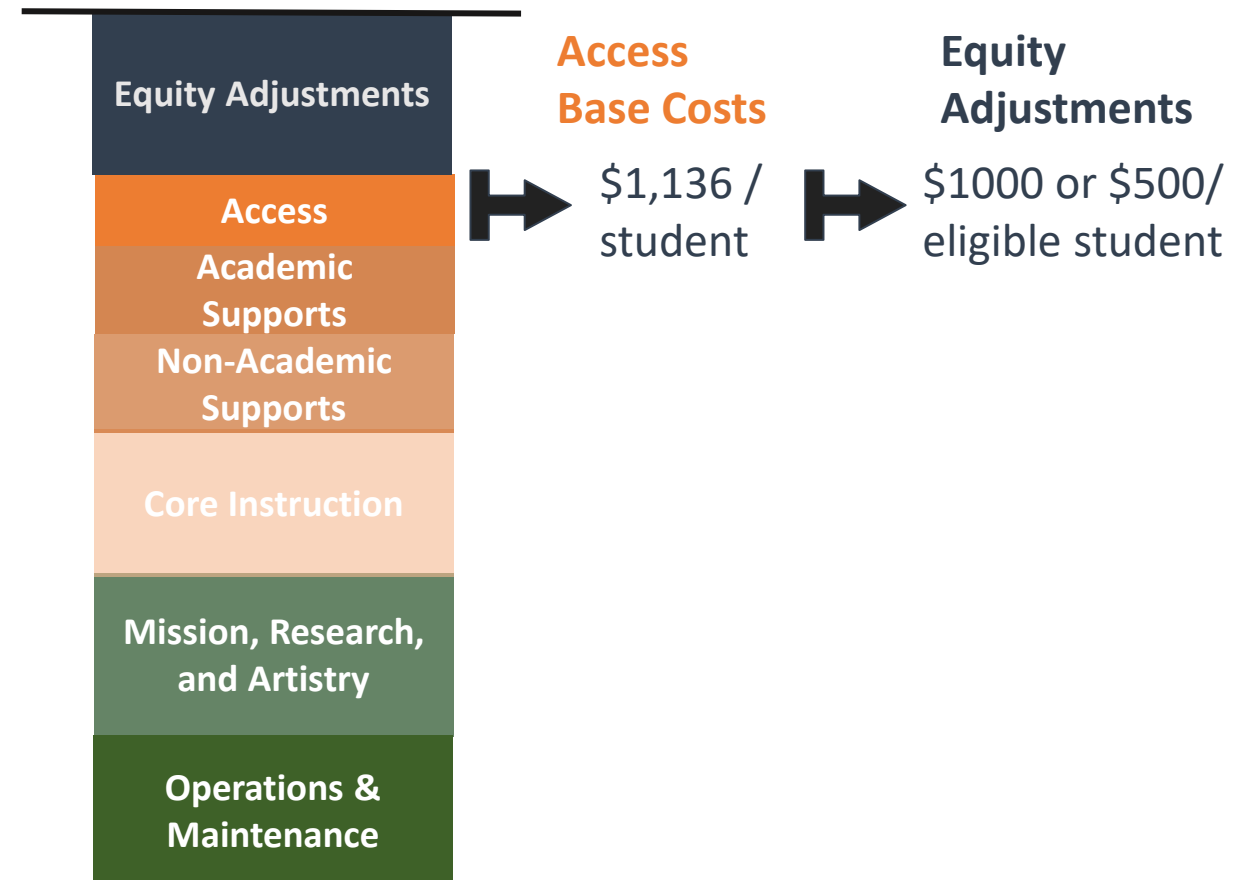 Equity Adjustments
Access
Academic
Supports
Non-Academic
Supports
Core Instruction
Mission, Research,
and Artistry
Operations &
Maintenance
Access
Base Costs
$1,136 /
student
Equity
Adjustments
$1000 or $500/
eligible student